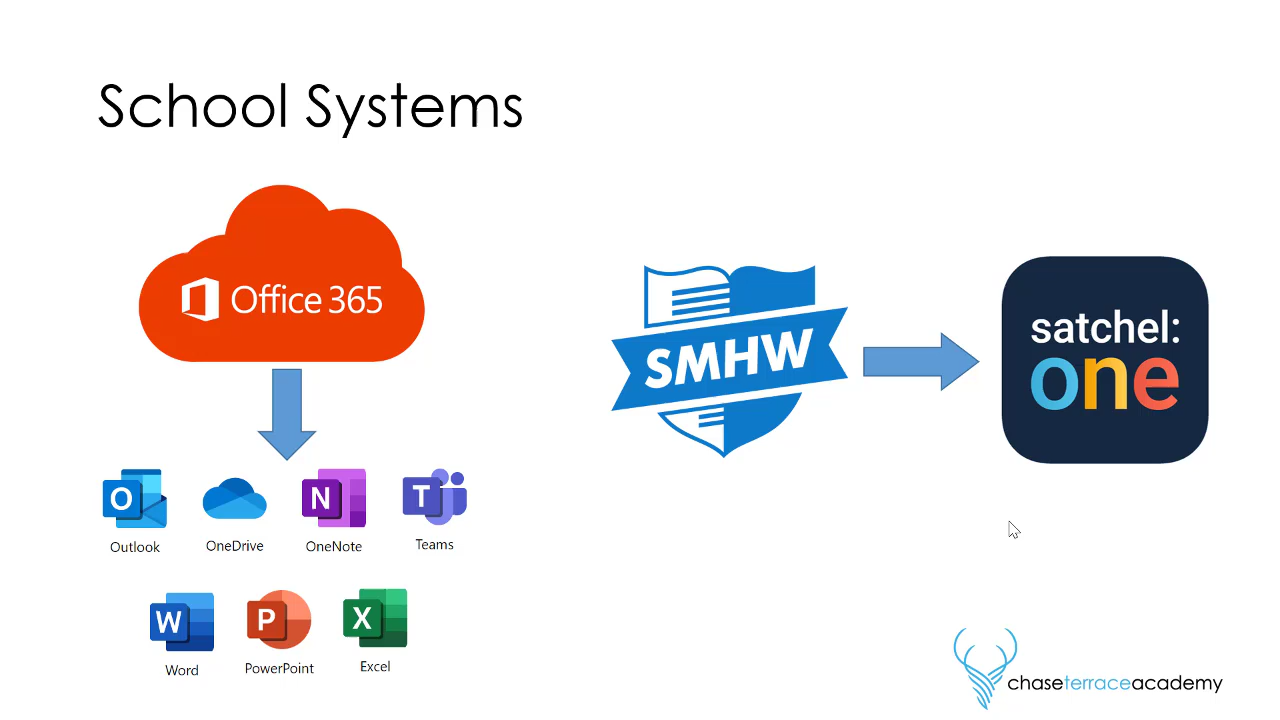 School Systems
Office 365
SMHW
satchel:
one
O
N
T
Outlook
OneDrive
OneNote
Teams
W
P
X
Word
PowerPoint
Excel
chaseterraceacademy